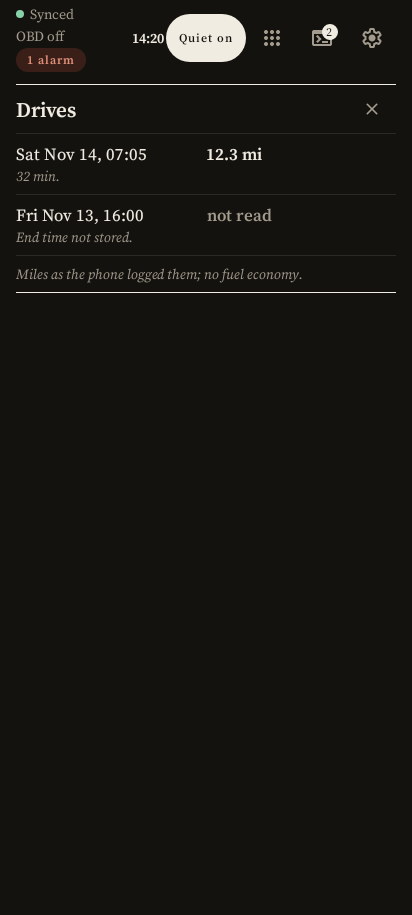 Synced
OBD off
1 alarm
14:20
Quiet on
2
Drives
Sat Nov 14, 07:05
12.3 mi
32 min.
Fri Nov 13, 16:00
not read
End time not stored.
Miles as the phone logged them; no fuel economy.